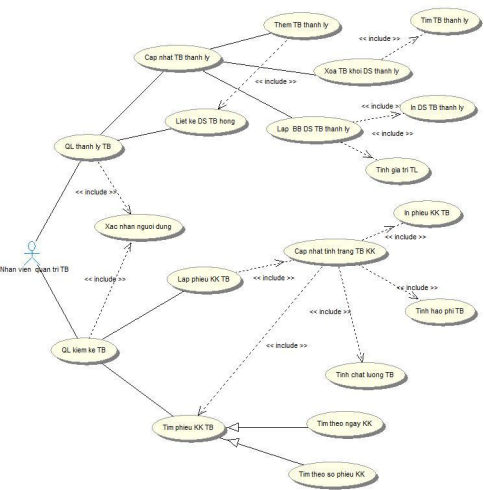 Them TB thanh ly
Tim TB thanh ly
<< include >>
Cap nhat TB thanh ly
Xoa TB khoi DS thanh ly
<< include >>
<< include >>
In DS TB thanh ly
Liet ke DS TB hong
Lap BB DS TB thanh ly
<< include >>
QL thanh ly TB
Tinh gia tri TL
<< include >>
In phieu KK TB
Xac nhan nguoi dung
<< include >>
Cap nhat tinh trang TB KK
Nhan vien quan tri TB
<< include >>
Lap phieu KK TB
<< include >>
<< include >>
Tinh hao phi TB
<< include >>
<< include >>
QL kiem ke TB
Tinh chat luong TB
Tim phieu KK TB
Tim theo ngay KK
Tim theo so phieu KK